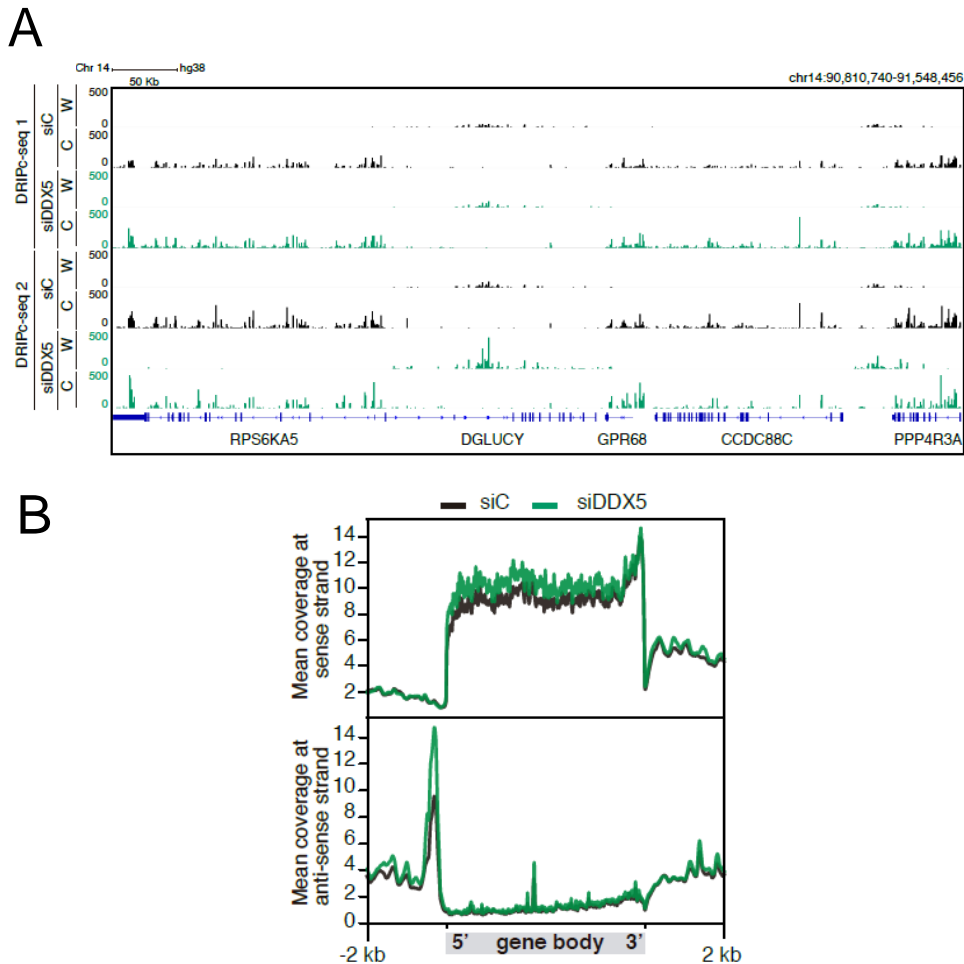 A
Chr 14 hg38
50 Kb
chr14:90,810,740-91,548,456
DRIPc-seq 1
siC
W
500
0
C
500
0
siDDX5
W
500
0
C
500
0
DRIPc-seq 2
siC
W
500
0
C
500
0
siDDX5
W
500
0
C
500
0
RPS6KA5 DGLUCY GPR68 CCDC88C PPP4R3A
B
siC siDDX5
Mean coverage at
sense strand
14
12
10
8
6
4
2
Mean coverage at
anti-sense strand
14
12
10
8
6
4
2
0
5' gene body 3'
-2 kb 2 kb